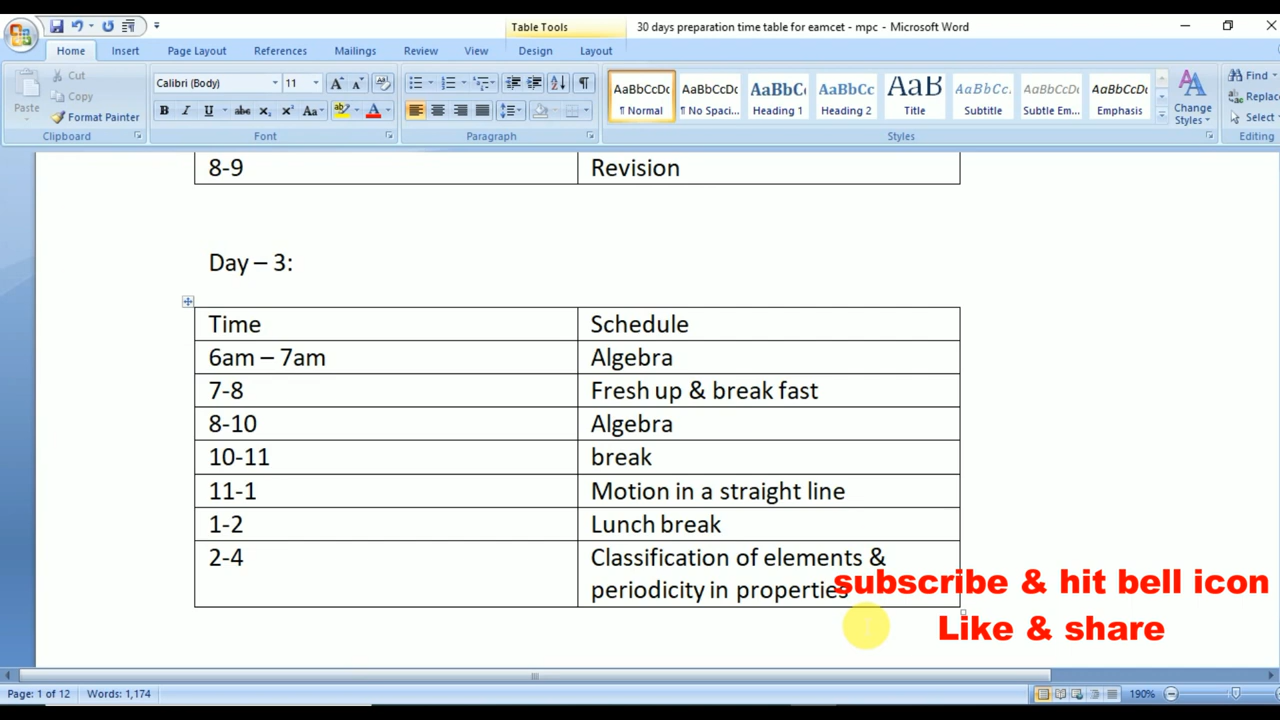 Table Tools
30 days preparation time table for eamcet - mpc - Microsoft Word
Home Insert Page Layout References Mailings Review View Design Layout
Paste
Cut
Copy
Format Painter
Clipboard
Calibri (Body) 11
Font
Paragraph
AaBbCcDc AaBbCcDc AaBbCc AaBbCc AaB AaBbCc. AaBbCcDc AaBbCcDc
¶ Normal ¶ No Spaci... Heading 1 Heading 2 Title Subtitle Subtle Em... Emphasis
Change Styles
Styles
Find
Replace
Select
Editing
8-9 Revision
Day – 3:
Time Schedule
6am – 7am Algebra
7-8 Fresh up & break fast
8-10 Algebra
10-11 break
11-1 Motion in a straight line
1-2 Lunch break
2-4 Classification of elements &
periodicity in properties
subscribe & hit bell icon
Like & share
Page: 1 of 12 Words: 1,174 190%